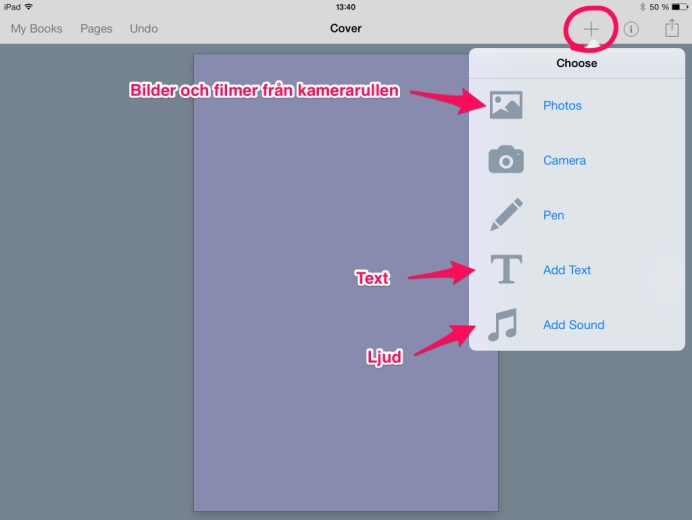 iPad 13:40 50 %
My Books Pages Undo Cover
Choose
Bilder och filmer från kamerarullen
Photos
Camera
Pen
Text
Add Text
Ljud
Add Sound